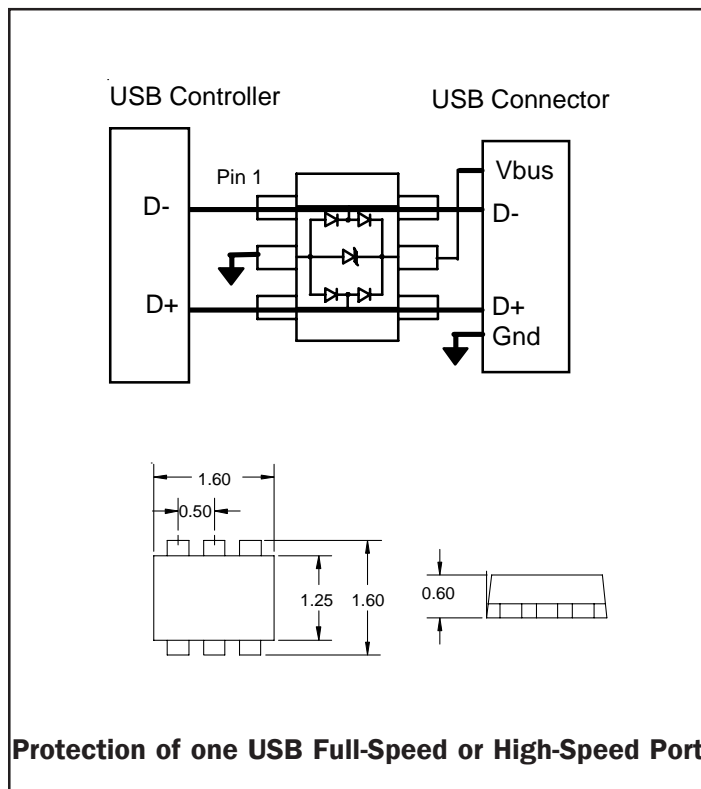 USB Controller
USB Connector
Pin 1
Vbus
D-
D-
D+
D+
Gnd
1.60
0.50
1.25
1.60
0.60
Protection of one USB Full-Speed or High-Speed Port